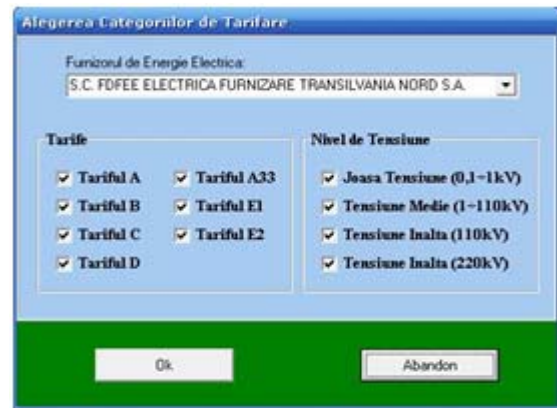 Alegerea Categoriilor de Tarifare
Furnizorul de Energie Electrica:
S.C. FDFEE ELECTRICA FURNIZARE TRANSILVANIA NORD S.A.
Tarife
Tariful A
Tariful A33
Tariful B
Tariful E1
Tariful C
Tariful E2
Tariful D
Nivel de Tensiune
Joasa Tensiune (0,1÷1kV)
Tensiune Medie (1÷110kV)
Tensiune Inalta (110kV)
Tensiune Inalta (220kV)
Ok
Abandon